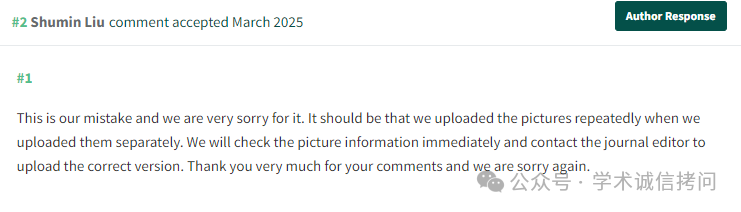 #2 Shumin Liu comment accepted March 2025
Author Response
#1
This is our mistake and we are very sorry for it. It should be that we uploaded the pictures repeatedly when we
uploaded them separately. We will check the picture information immediately and contact the journal editor to
upload the correct version. Thank you very much for your comments and we are sorry again.
公众号 · 学术诚信拷问